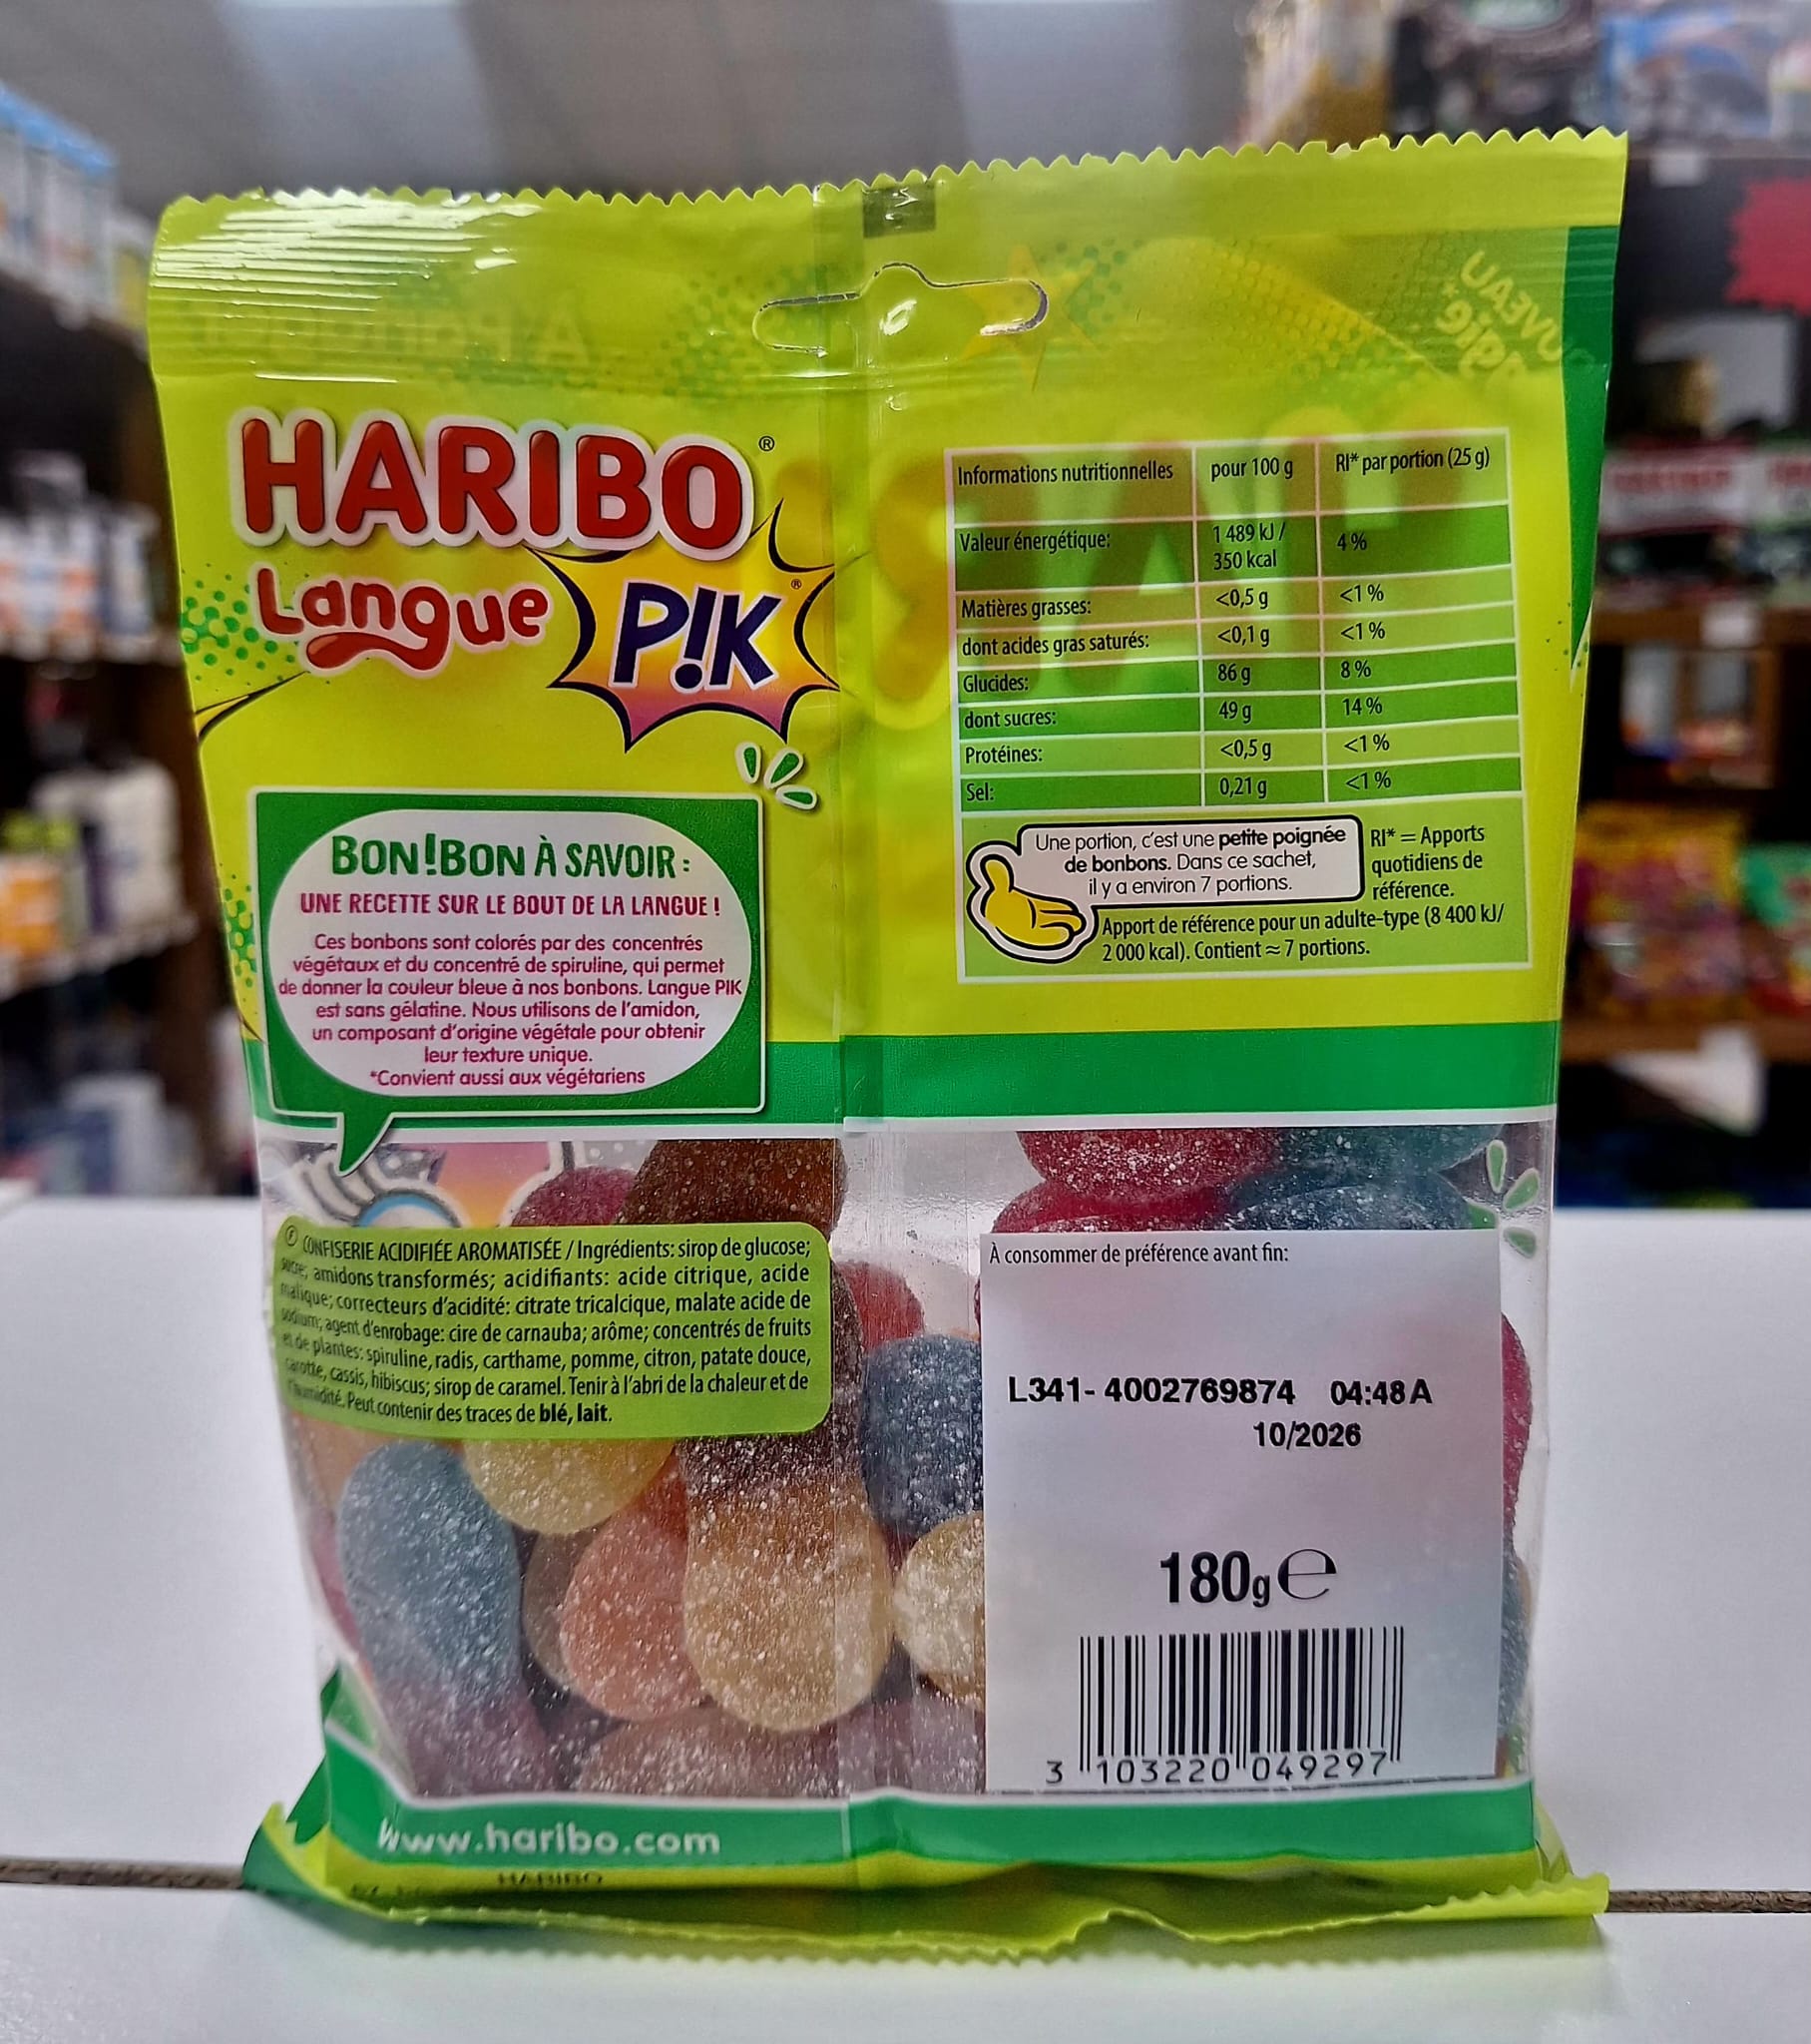 HARIBO®
Langue P!K®
BON!BON À SAVOIR :
UNE RECETTE SUR LE BOUT DE LA LANGUE !
Ces bonbons sont colorés par des concentrés
végétaux et du concentré de spiruline, qui permet
de donner la couleur bleue à nos bonbons. Langue PIK
est sans gélatine. Nous utilisons de l'amidon,
un composant d'origine végétale pour obtenir
leur texture unique.
*Convient aussi aux végétariens
Informations nutritionnelles pour 100 g RI* par portion (25 g)
Valeur énergétique: 1 489 kJ / 4 %
350 kcal
Matières grasses: <0,5 g <1 %
dont acides gras saturés: <0,1 g <1 %
Glucides: 86 g 8 %
dont sucres: 49 g 14 %
Protéines: <0,5 g <1 %
Sel: 0,21 g <1 %
Une portion, c'est une petite poignée
de bonbons. Dans ce sachet,
il y a environ 7 portions.
RI* = Apports
quotidiens de
référence.
Apport de référence pour un adulte-type (8 400 kJ/
2 000 kcal). Contient ≈ 7 portions.
Ⓕ CONFISERIE ACIDIFIÉE AROMATISÉE / Ingrédients: sirop de glucose;
sucre; amidons transformés; acidifiants: acide citrique, acide
malique; correcteurs d'acidité: citrate tricalcique, malate acide de
sodium; agent d'enrobage: cire de carnauba; arôme; concentrés de fruits
et de plantes: spiruline, radis, carthame, pomme, citron, patate douce,
carotte, cassis, hibiscus; sirop de caramel. Tenir à l'abri de la chaleur et de
l'humidité. Peut contenir des traces de blé, lait.
À consommer de préférence avant fin:
L341- 4002769874 04:48 A
10/2026
180g e
3 103220 049297
www.haribo.com
HARIBO